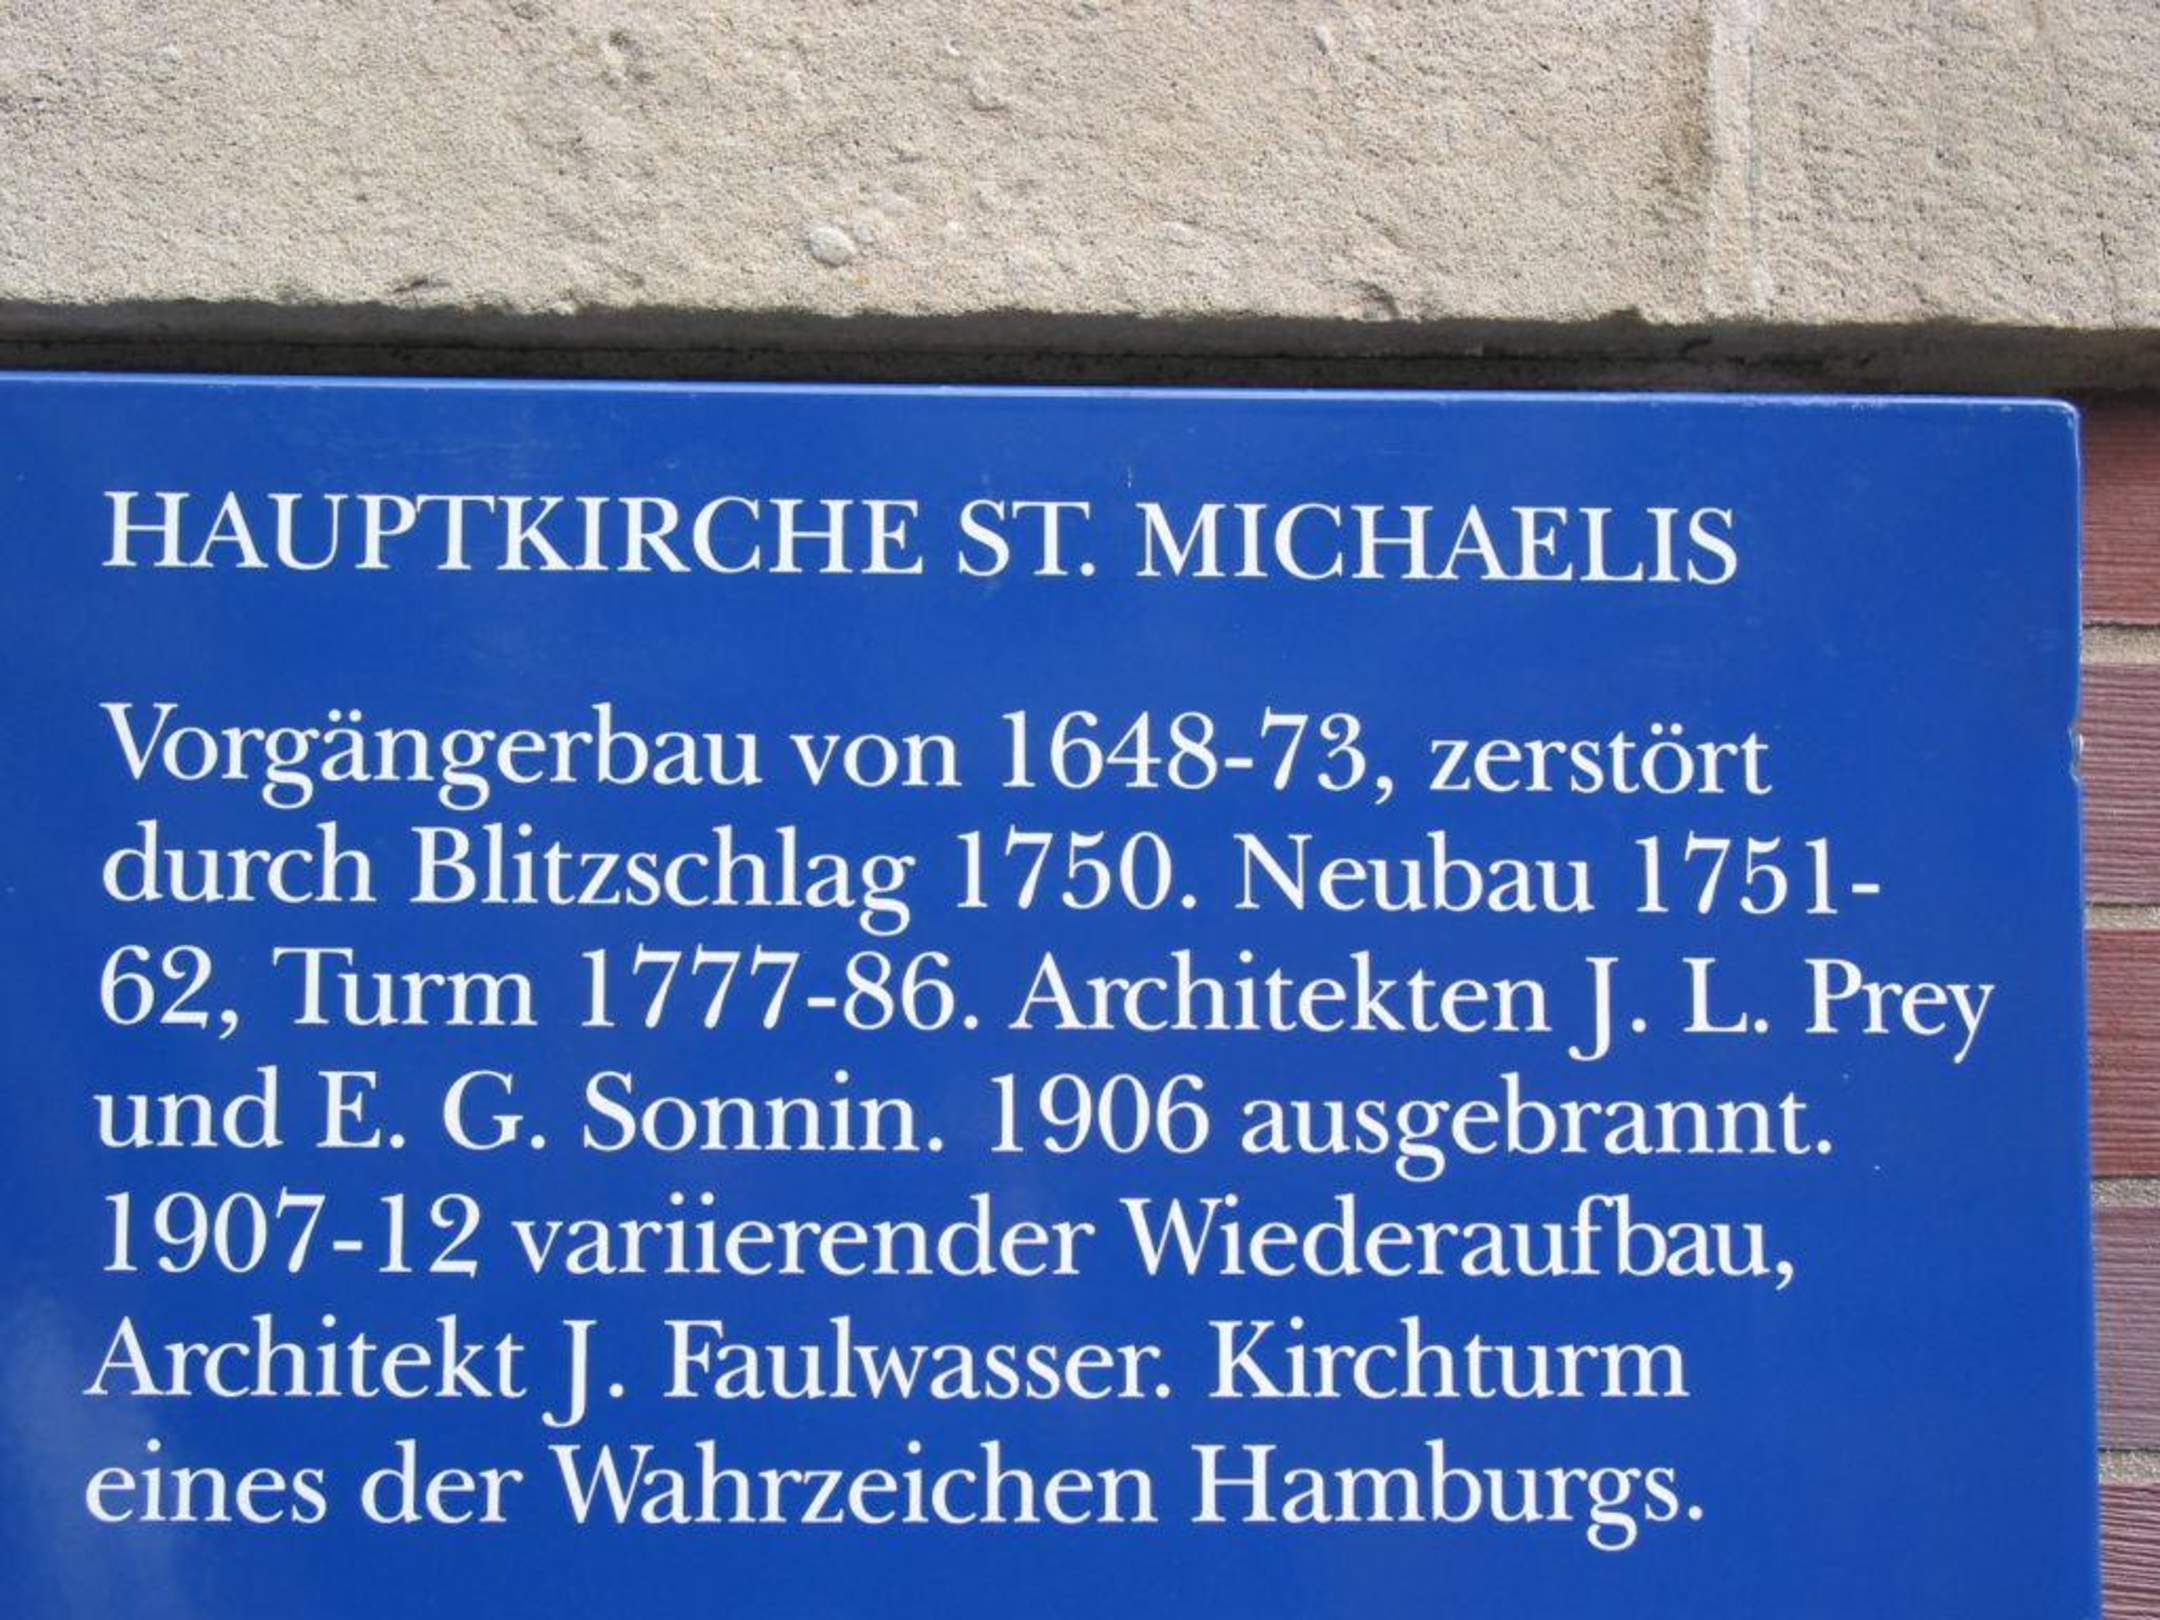 HAUPTKIRCHE ST. MICHAELIS
Vorgängerbau von 1648-73, zerstört
durch Blitzschlag 1750. Neubau 1751-
62, Turm 1777-86. Architekten J. L. Prey
und E. G. Sonnin. 1906 ausgebrannt.
1907-12 variierender Wiederaufbau,
Architekt J. Faulwasser. Kirchturm
eines der Wahrzeichen Hamburgs.